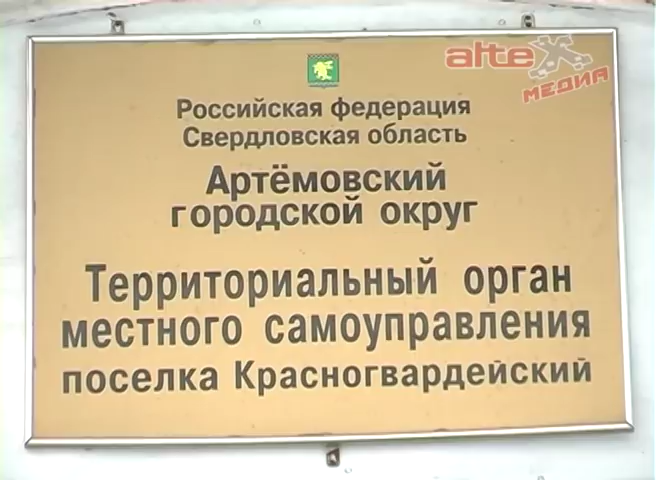 altex
МЕДИА
Российская федерация
Свердловская область
Артёмовский
городской округ
Территориальный орган
местного самоуправления
поселка Красногвардейский